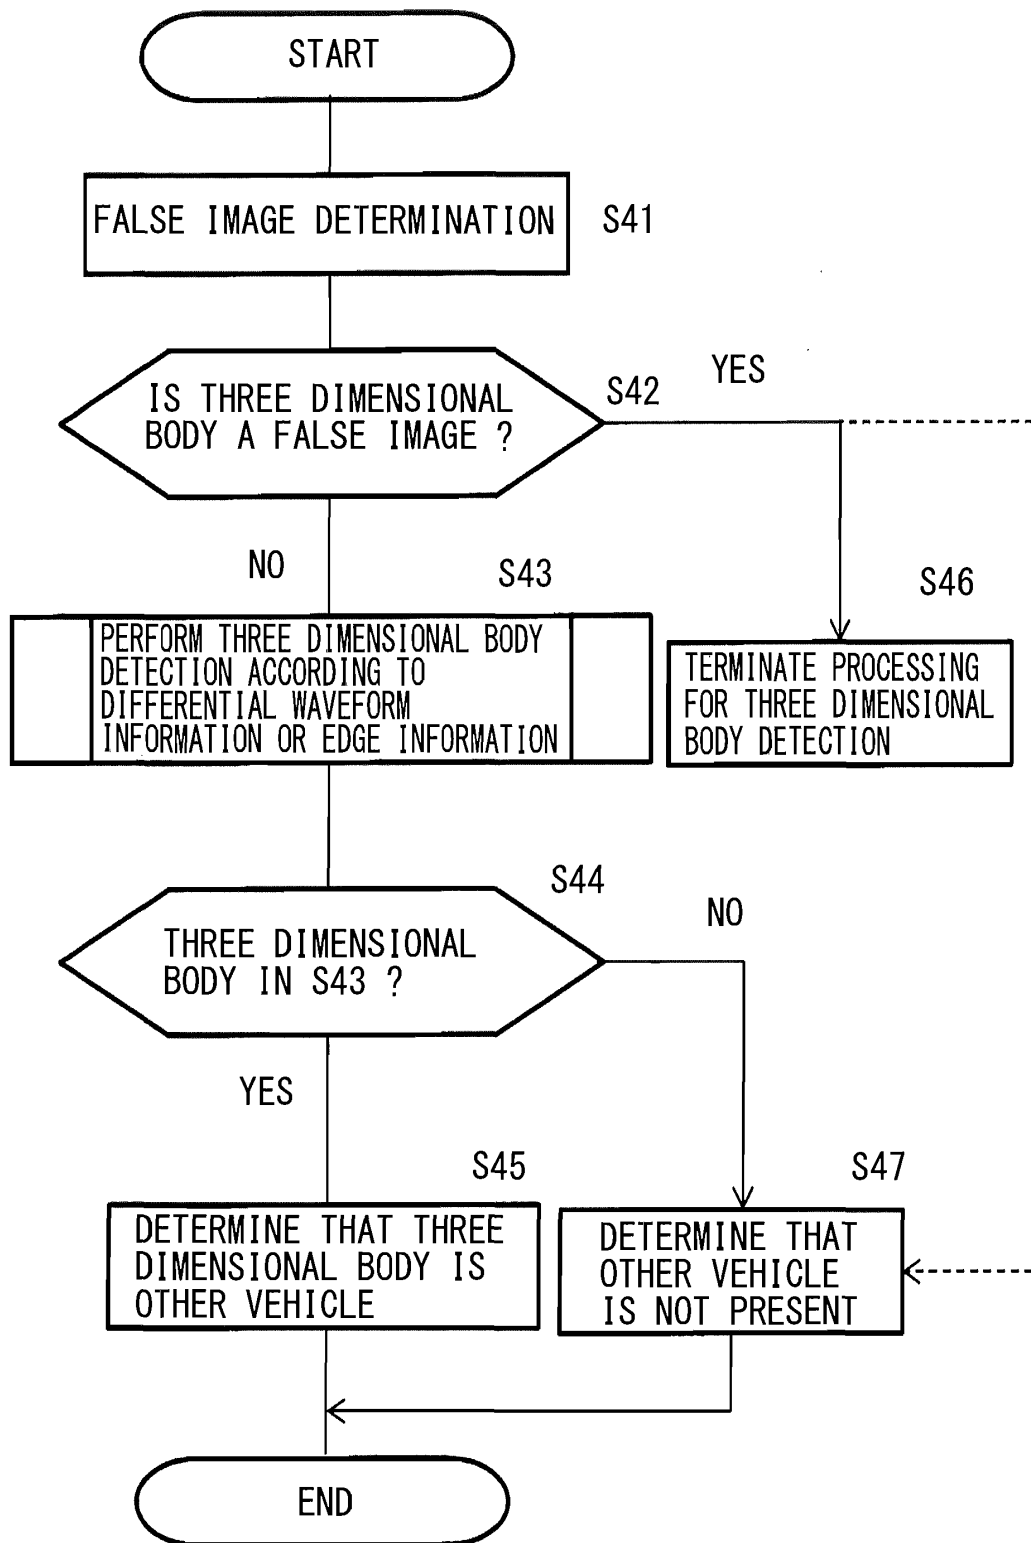 START
FALSE IMAGE DETERMINATION
S41
IS THREE DIMENSIONAL
BODY A FALSE IMAGE ?
S42
YES
NO
S43
PERFORM THREE DIMENSIONAL BODY
DETECTION ACCORDING TO
DIFFERENTIAL WAVEFORM
INFORMATION OR EDGE INFORMATION
S46
TERMINATE PROCESSING
FOR THREE DIMENSIONAL
BODY DETECTION
S44
THREE DIMENSIONAL
BODY IN S43 ?
NO
YES
S45
DETERMINE THAT THREE
DIMENSIONAL BODY IS
OTHER VEHICLE
S47
DETERMINE THAT
OTHER VEHICLE
IS NOT PRESENT
END